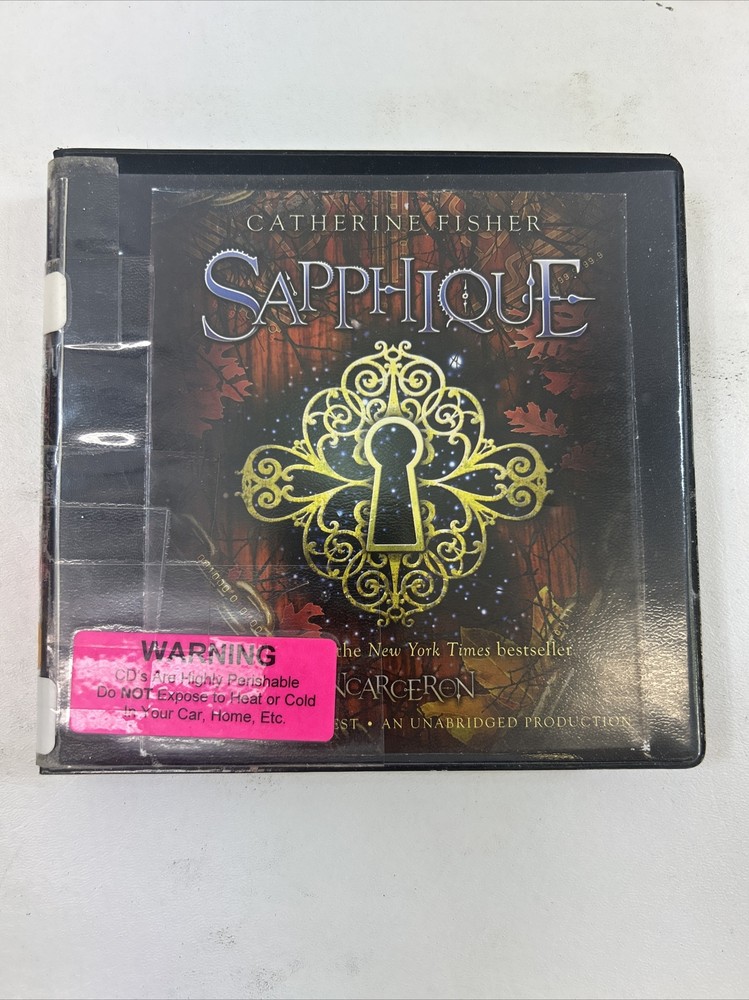 CATHERINE FISHER
SAPPHIQUE
the New York Times bestseller
NCARCERON
EST • AN UNABRIDGED PRODUCTION
WARNING
CD's Are Highly Perishable
Do NOT Expose to Heat or Cold
In Your Car, Home, Etc.